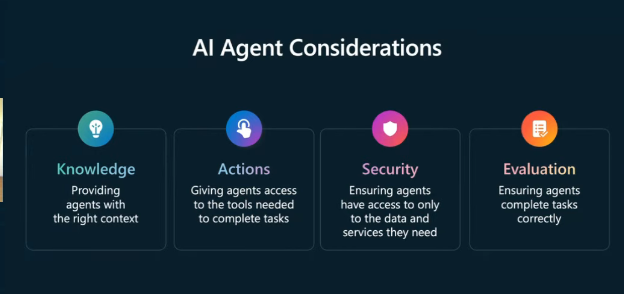 AI Agent Considerations
Knowledge
Providing
agents with
the right context
Actions
Giving agents access
to the tools needed
to complete tasks
Security
Ensuring agents
have access to only
to the data and
services they need
Evaluation
Ensuring agents
complete tasks
correctly